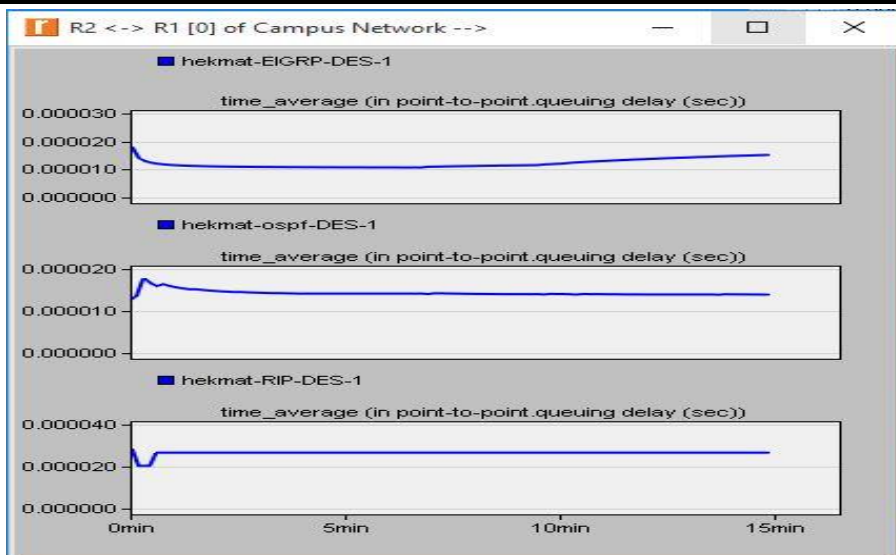 R2 <-> R1 [0] of Campus Network -->
hekmat-EIGRP-DES-1
time_average (in point-to-point.queuing delay (sec))
0.000030
0.000020
0.000010
0.000000
hekmat-ospf-DES-1
time_average (in point-to-point.queuing delay (sec))
0.000020
0.000010
0.000000
hekmat-RIP-DES-1
time_average (in point-to-point.queuing delay (sec))
0.000040
0.000020
0.000000
0min 5min 10min 15min